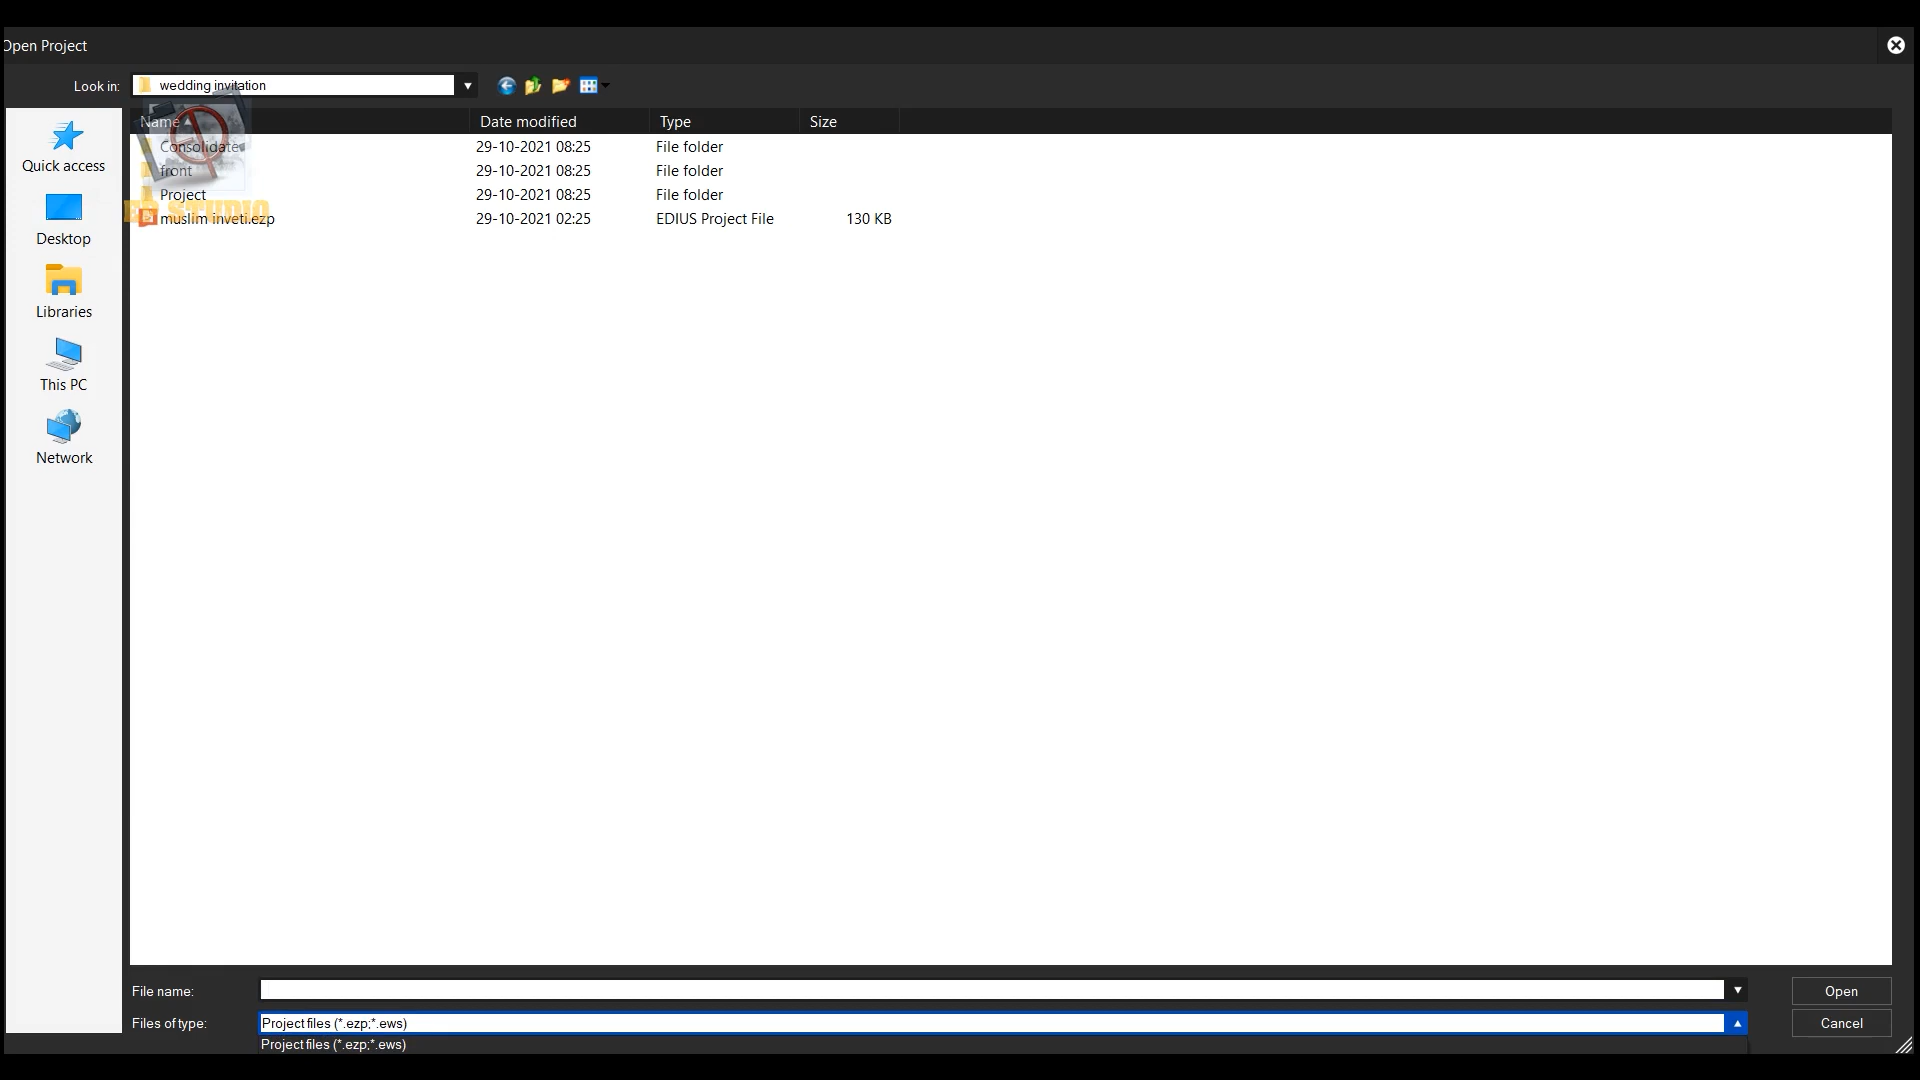 Open Project
Look in: wedding invitation
Name Date modified Type Size
Quick access
Desktop
Libraries
This PC
Network
Consolidate 29-10-2021 08:25 File folder
front 29-10-2021 08:25 File folder
Project 29-10-2021 08:25 File folder
muslim inveti.ezp 29-10-2021 02:25 EDIUS Project File 130 KB
STUDIO
File name: Open
Files of type: Project files (*.ezp;*.ews) Cancel
Project files (*.ezp;*.ews)